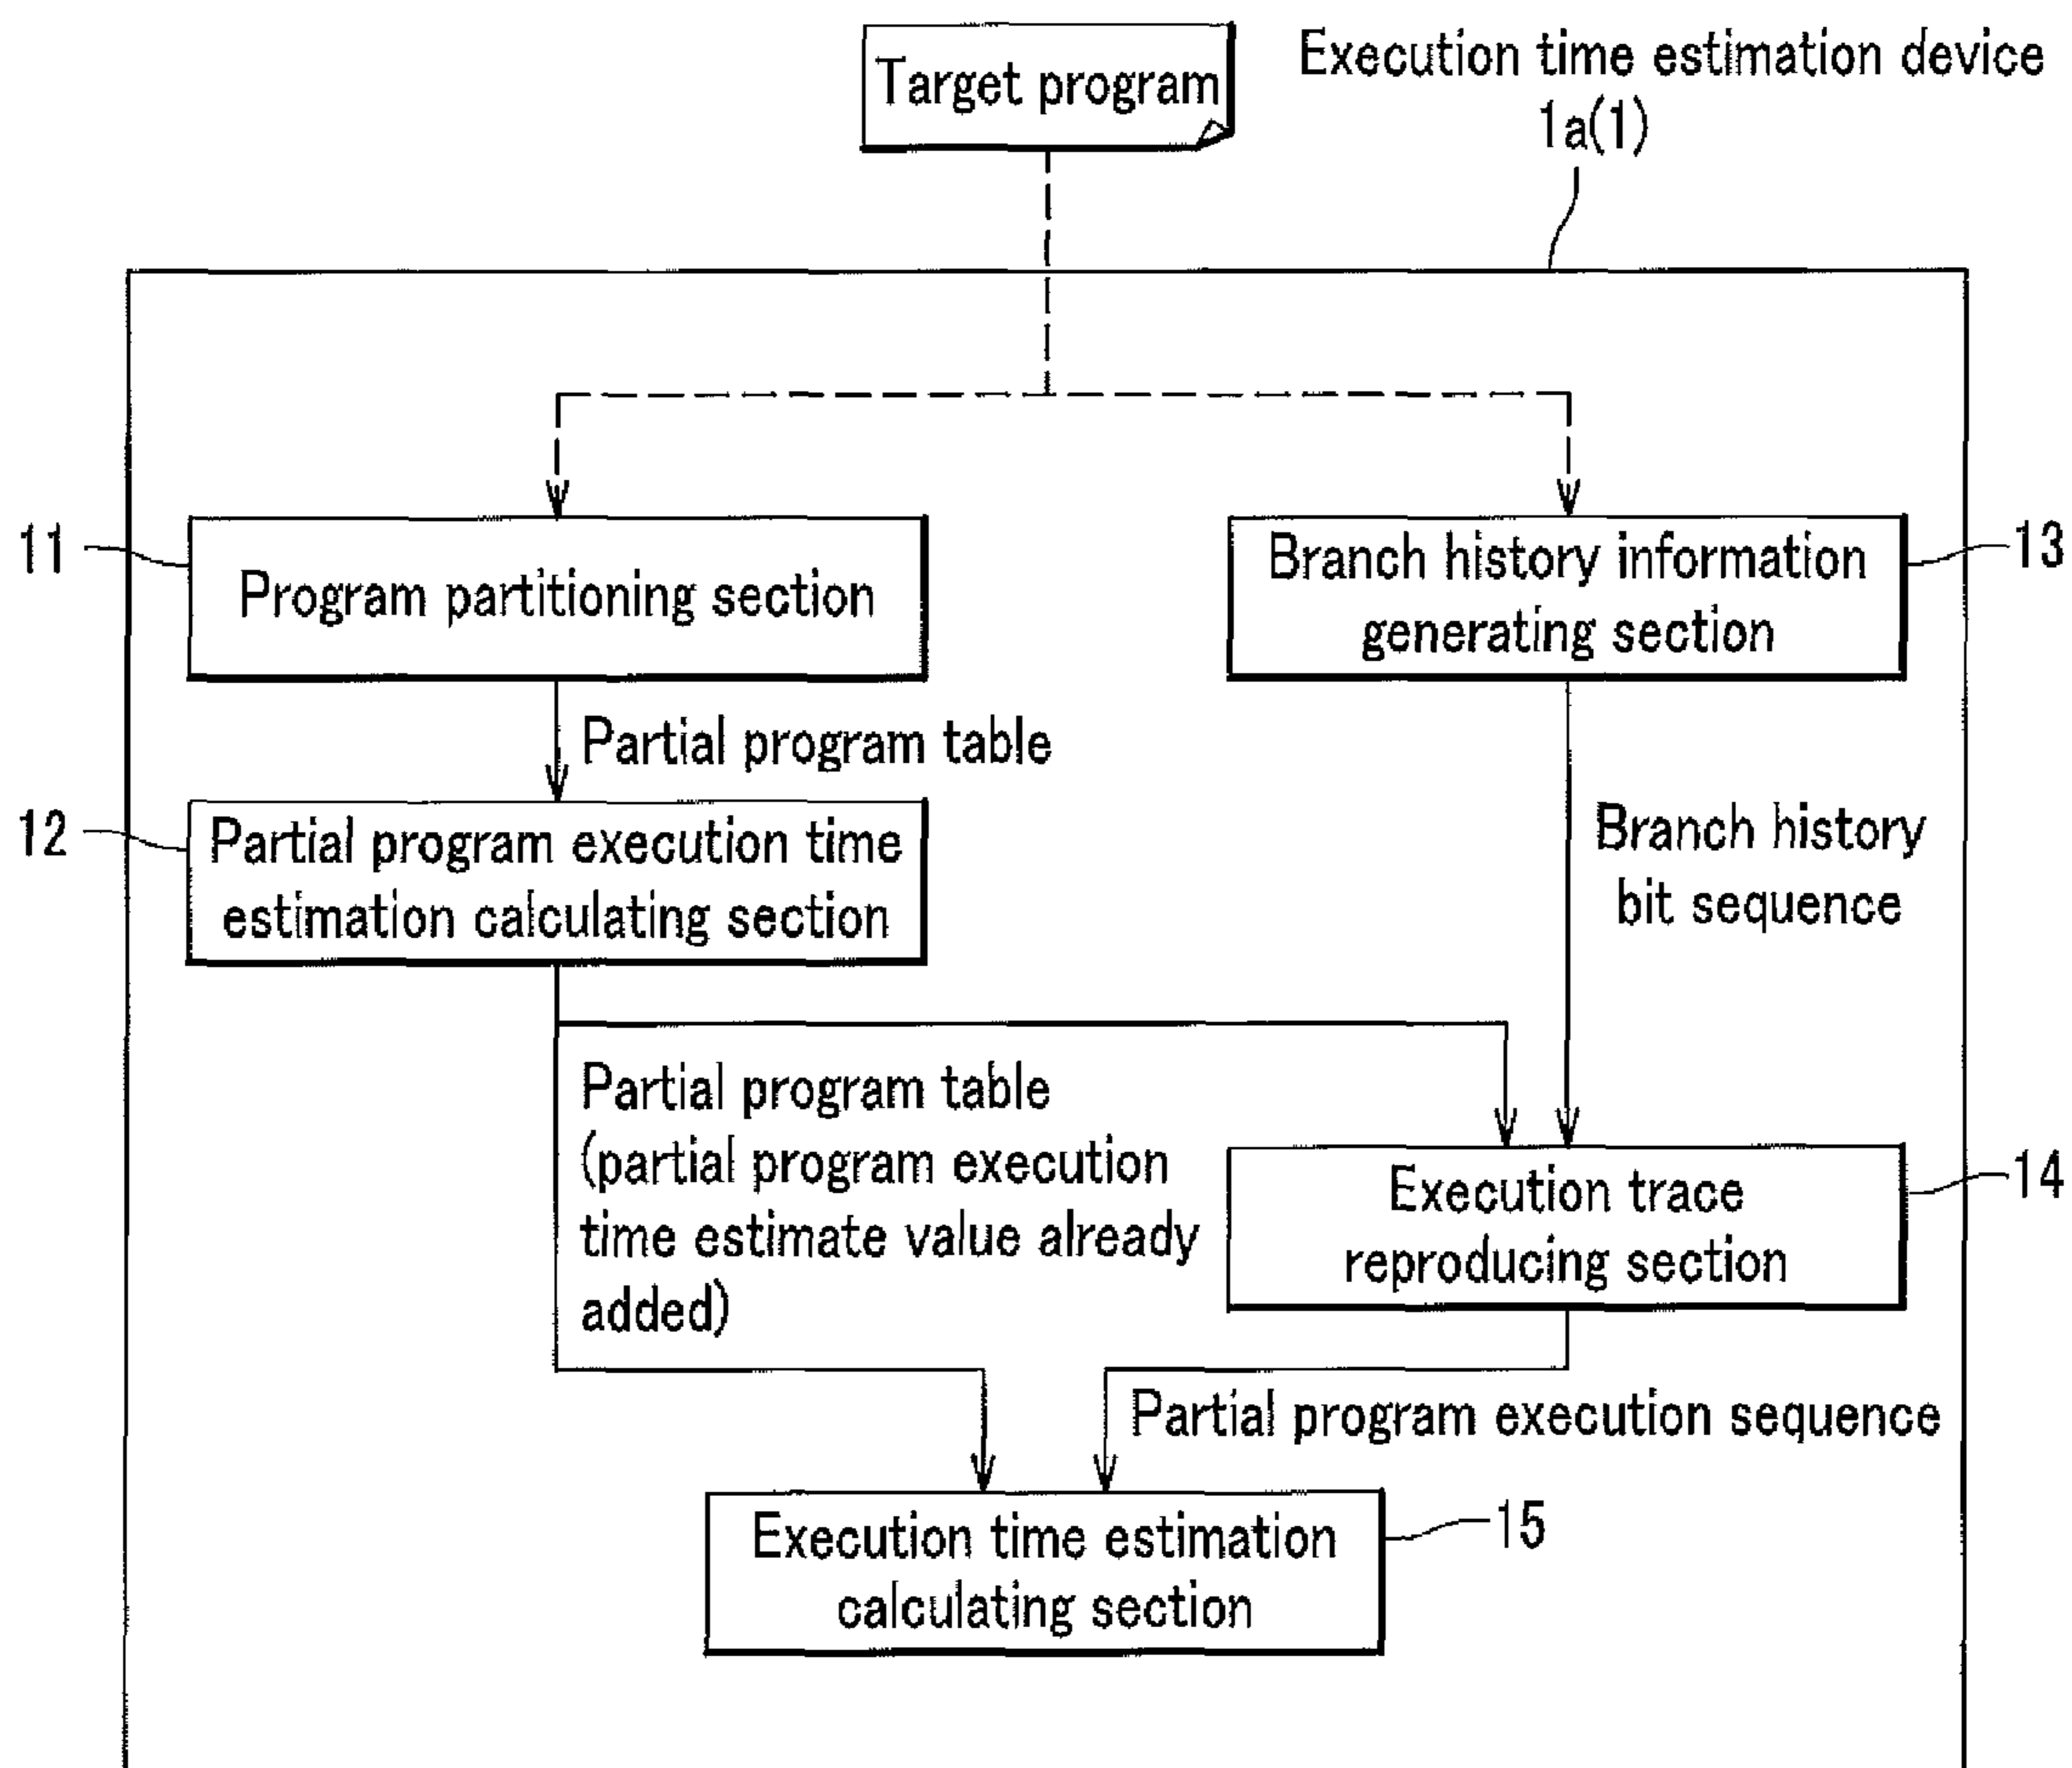 Target program
Execution time estimation device
1a(1)
11
Program partitioning section
Branch history information
generating section
13
Partial program table
12
Partial program execution time
estimation calculating section
Branch history
bit sequence
Partial program table
(partial program execution
time estimate value already
added)
Execution trace
reproducing section
14
Partial program execution sequence
Execution time estimation
calculating section
15